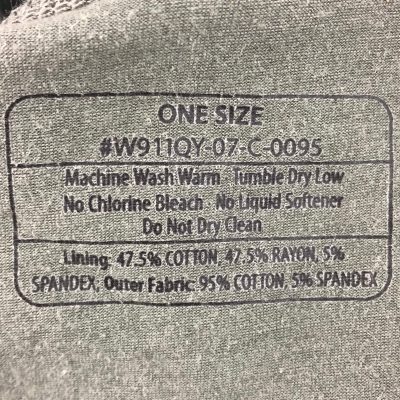 ONE SIZE
#W911QY-07-C-0095
Machine Wash Warm Tumble Dry Low
No Chlorine Bleach No Liquid Softener
Do Not Dry Clean
Lining: 47.5% COTTON, 47.5% RAYON, 5%
SPANDEX, Outer Fabric: 95% COTTON, 5% SPANDEX